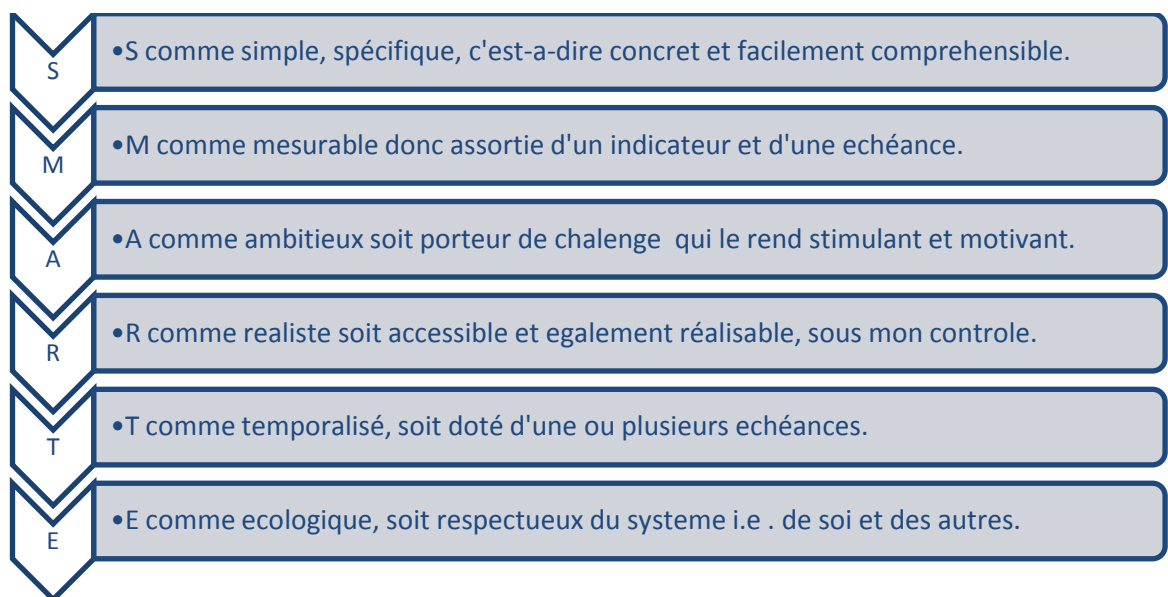 S
•S comme simple, spécifique, c'est-a-dire concret et facilement comprehensible.
M
•M comme mesurable donc assortie d'un indicateur et d'une echéance.
A
•A comme ambitieux soit porteur de chalenge  qui le rend stimulant et motivant.
R
•R comme realiste soit accessible et egalement réalisable, sous mon controle.
T
•T comme temporalisé, soit doté d'une ou plusieurs echéances.
E
•E comme ecologique, soit respectueux du systeme i.e . de soi et des autres.